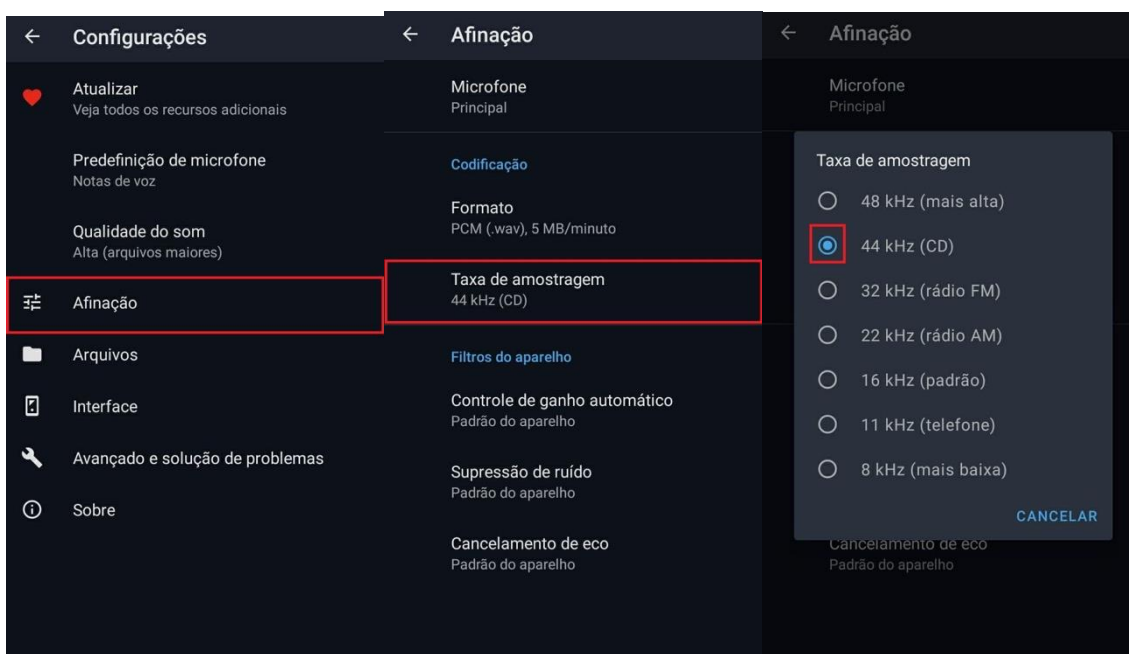 Configurações
Atualizar
Veja todos os recursos adicionais
Predefinição de microfone
Notas de voz
Qualidade do som
Alta (arquivos maiores)
Afinação
Arquivos
Interface
Avançado e solução de problemas
Sobre
Afinação
Microfone
Principal
Codificação
Formato
PCM (.wav), 5 MB/minuto
Taxa de amostragem
44 kHz (CD)
Filtros do aparelho
Controle de ganho automático
Padrão do aparelho
Supressão de ruído
Padrão do aparelho
Cancelamento de eco
Padrão do aparelho
Afinação
Microfone
Principal
Taxa de amostragem
48 kHz (mais alta)
44 kHz (CD)
32 kHz (rádio FM)
22 kHz (rádio AM)
16 kHz (padrão)
11 kHz (telefone)
8 kHz (mais baixa)
CANCELAR
Cancelamento de eco
Padrão do aparelho